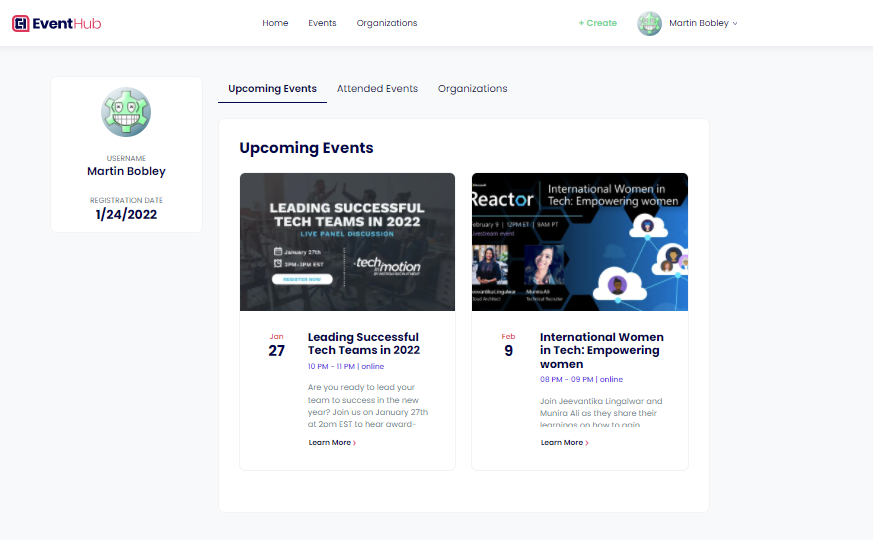 EventHub
Home
Events
Organizations
+ Create
Martin Bobley
USERNAME
Martin Bobley
REGISTRATION DATE
1/24/2022
Upcoming Events
Attended Events
Organizations
Upcoming Events
LEADING SUCCESSFUL
TECH TEAMS IN 2022
LIVE PANEL DISCUSSION
January 27th
2PM-3PM EST
REGISTER NOW
tech in motion
Jan
27
Leading Successful
Tech Teams in 2022
10 PM - 11 PM | online
Are you ready to lead your
team to success in the new
year? Join us on January 27th
at 2pm EST to hear award-
Learn More ›
Microsoft
Reactor
International Women in
Tech: Empowering women
February 9 | 12PM ET | 9AM PT
Livestream event
Jeevantika Lingalwar
Cloud Architect
Munira Ali
Technical Recruiter
Feb
9
International Women
in Tech: Empowering
women
08 PM - 09 PM | online
Join Jeevantika Lingalwar and
Munira Ali as they share their
learnings on how to gain
Learn More ›